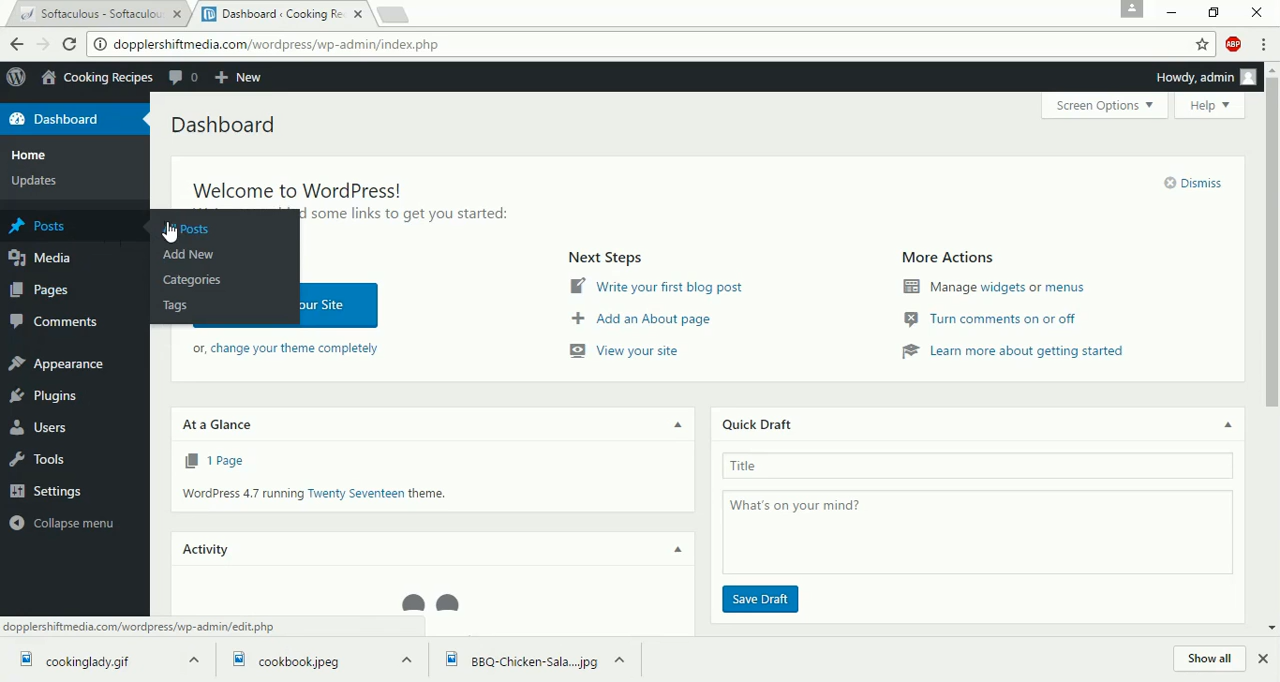 Softaculous - Softaculou
Dashboard ‹ Cooking Re
dopplershiftmedia.com/wordpress/wp-admin/index.php
ABP
Cooking Recipes 0 New
Howdy, admin
Dashboard
Home
Updates
Posts
Media
Pages
Comments
Appearance
Plugins
Users
Tools
Settings
Collapse menu
Posts
Add New
Categories
Tags
Screen Options
Help
Dashboard
Welcome to WordPress!
some links to get you started:
Dismiss
our Site
or, change your theme completely
Next Steps
Write your first blog post
Add an About page
View your site
More Actions
Manage widgets or menus
Turn comments on or off
Learn more about getting started
At a Glance
1 Page
WordPress 4.7 running Twenty Seventeen theme.
Activity
Quick Draft
Title
What's on your mind?
Save Draft
dopplershiftmedia.com/wordpress/wp-admin/edit.php
cookinglady.gif
cookbook.jpeg
BBQ-Chicken-Sala....jpg
Show all